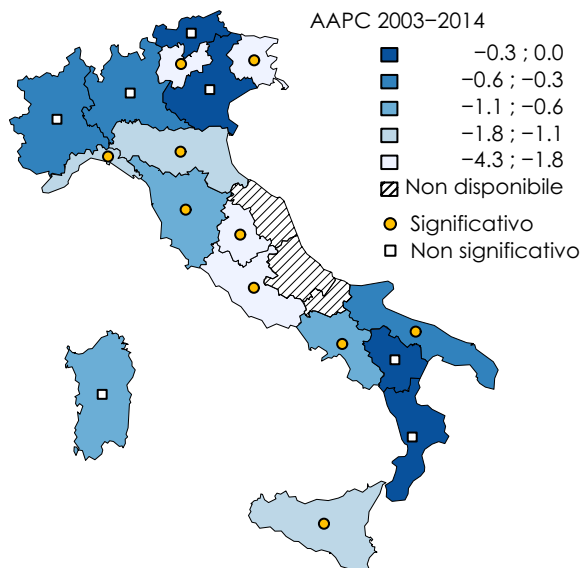 AAPC 2003−2014
−0.3 ; 0.0
−0.6 ; −0.3
−1.1 ; −0.6
−1.8 ; −1.1
−4.3 ; −1.8
Non disponibile
Significativo
Non significativo